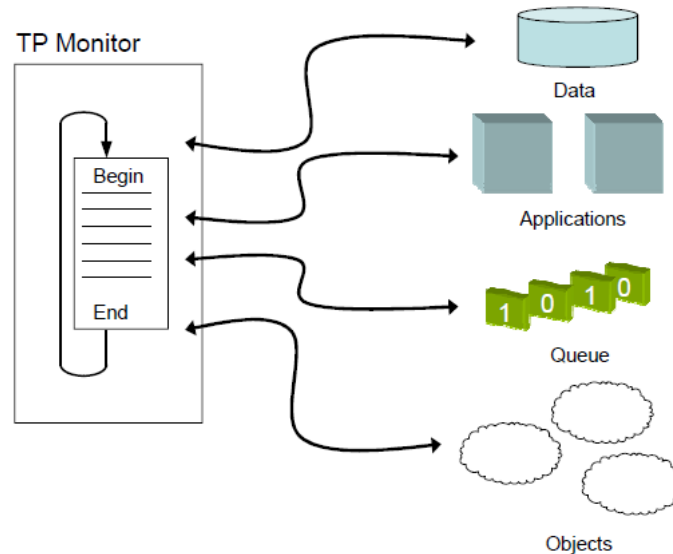 TP Monitor
Begin
End
Data
Applications
1 0 1 0
Queue
Objects